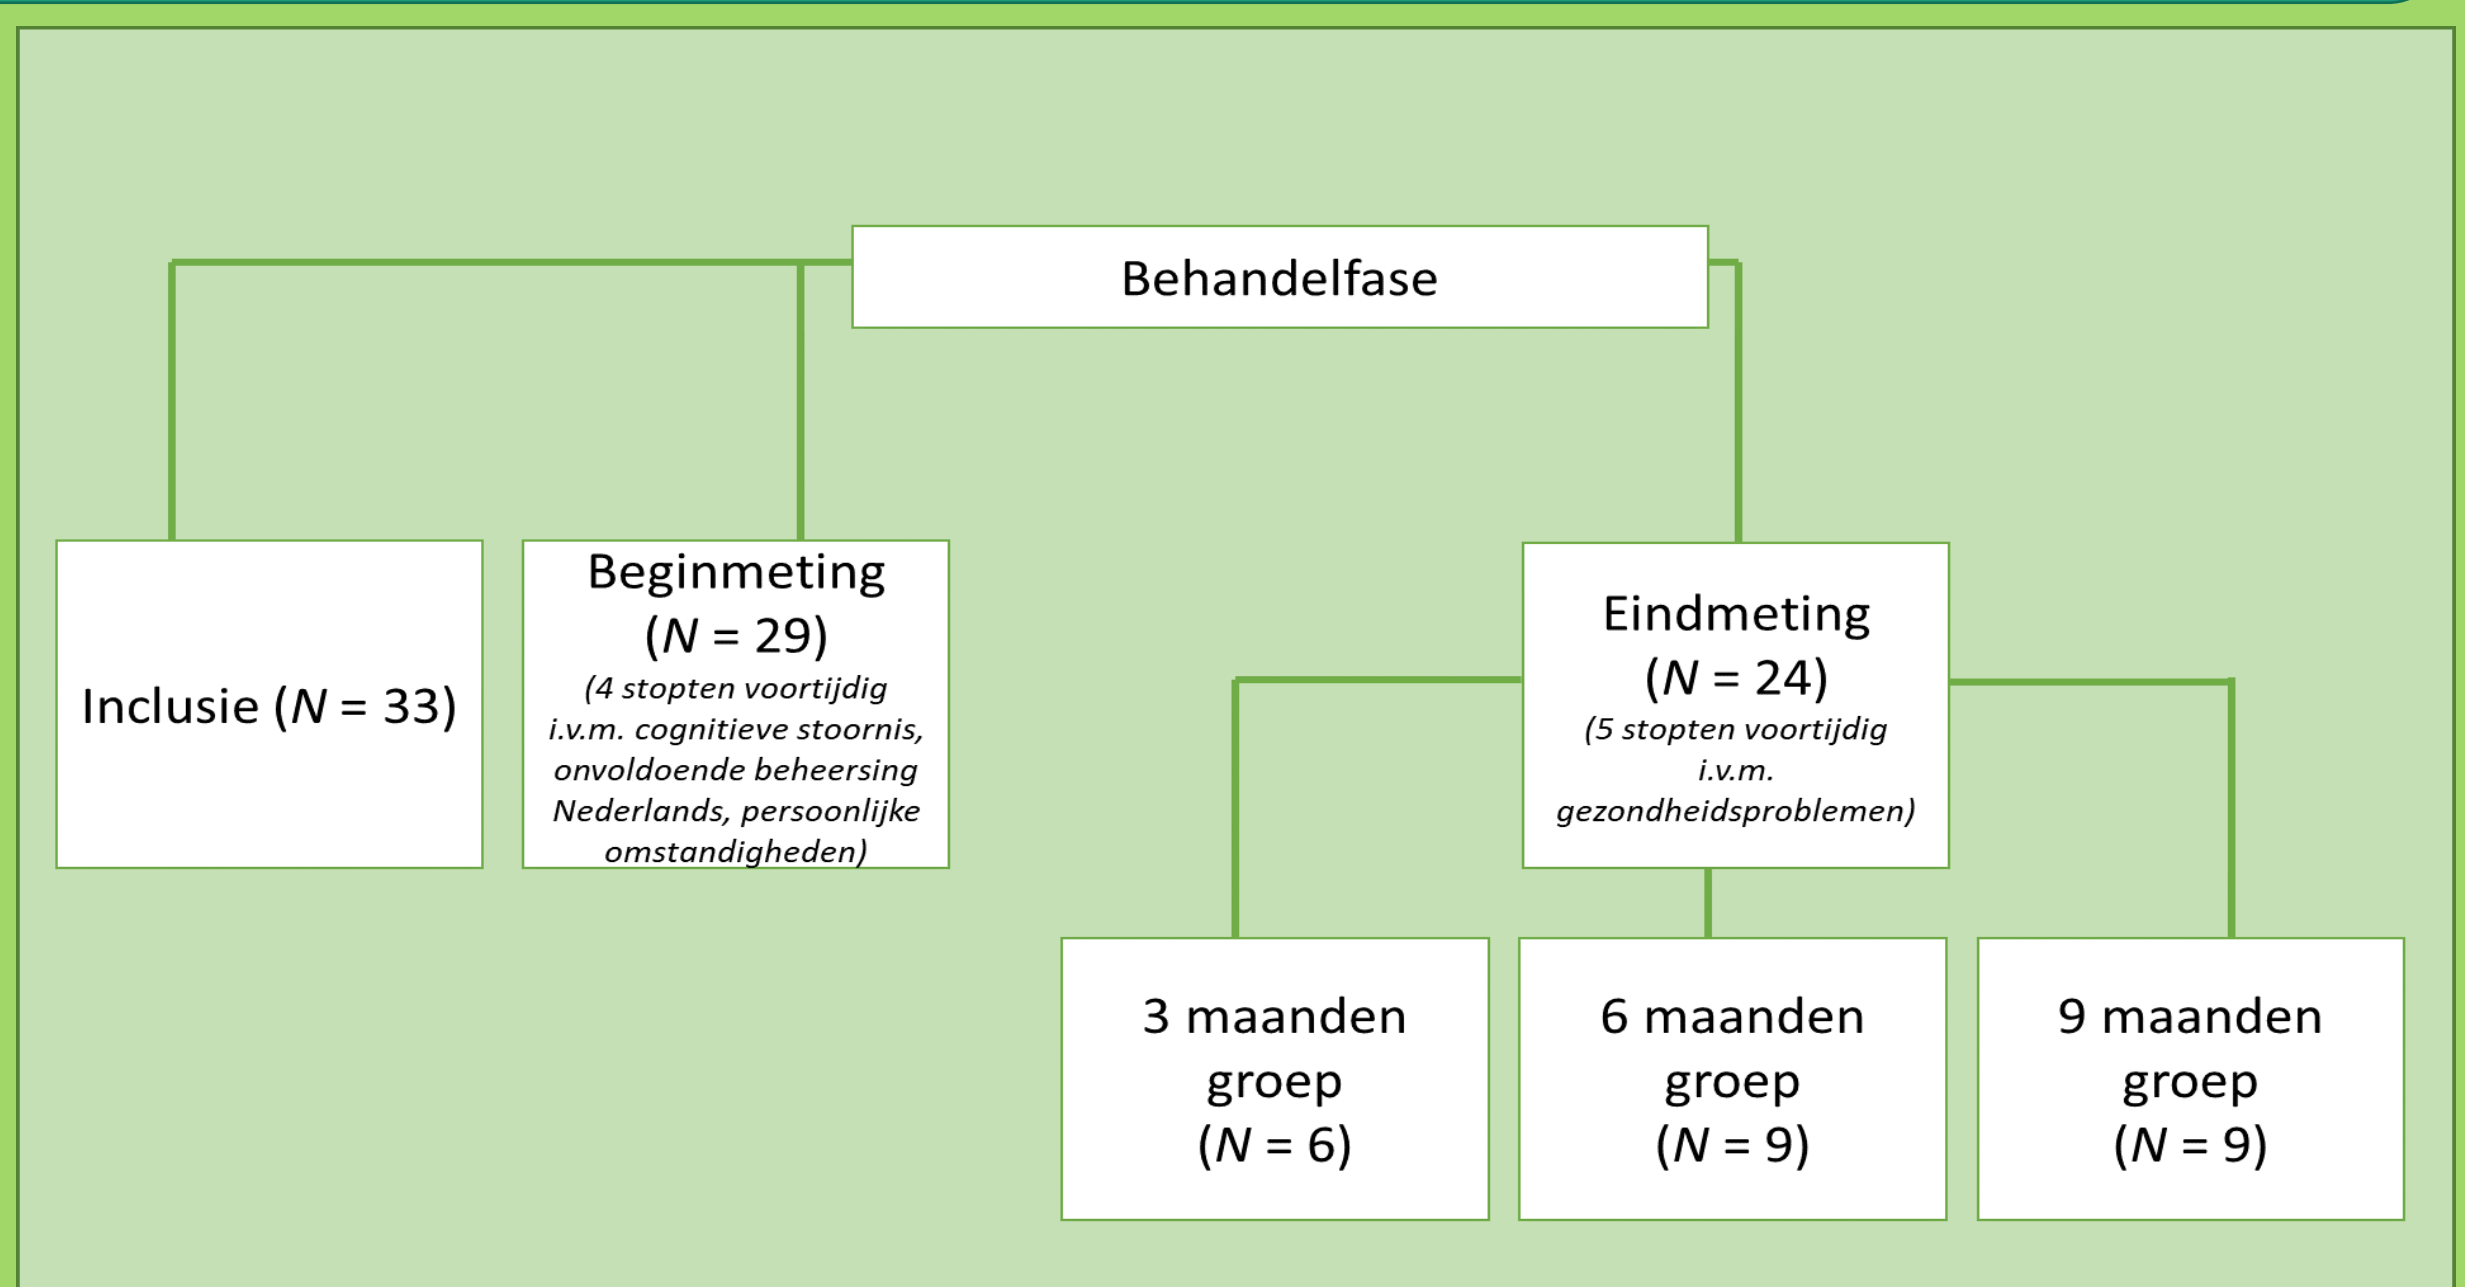 Behandelfase
Inclusie (N = 33)
Beginmeting
(N = 29)
(4 stopten voortijdig
i.v.m. cognitieve stoornis,
onvoldoende beheersing
Nederlands, persoonlijke
omstandigheden)
Eindmeting
(N = 24)
(5 stopten voortijdig
i.v.m.
gezondheidsproblemen)
3 maanden
groep
(N = 6)
6 maanden
groep
(N = 9)
9 maanden
groep
(N = 9)